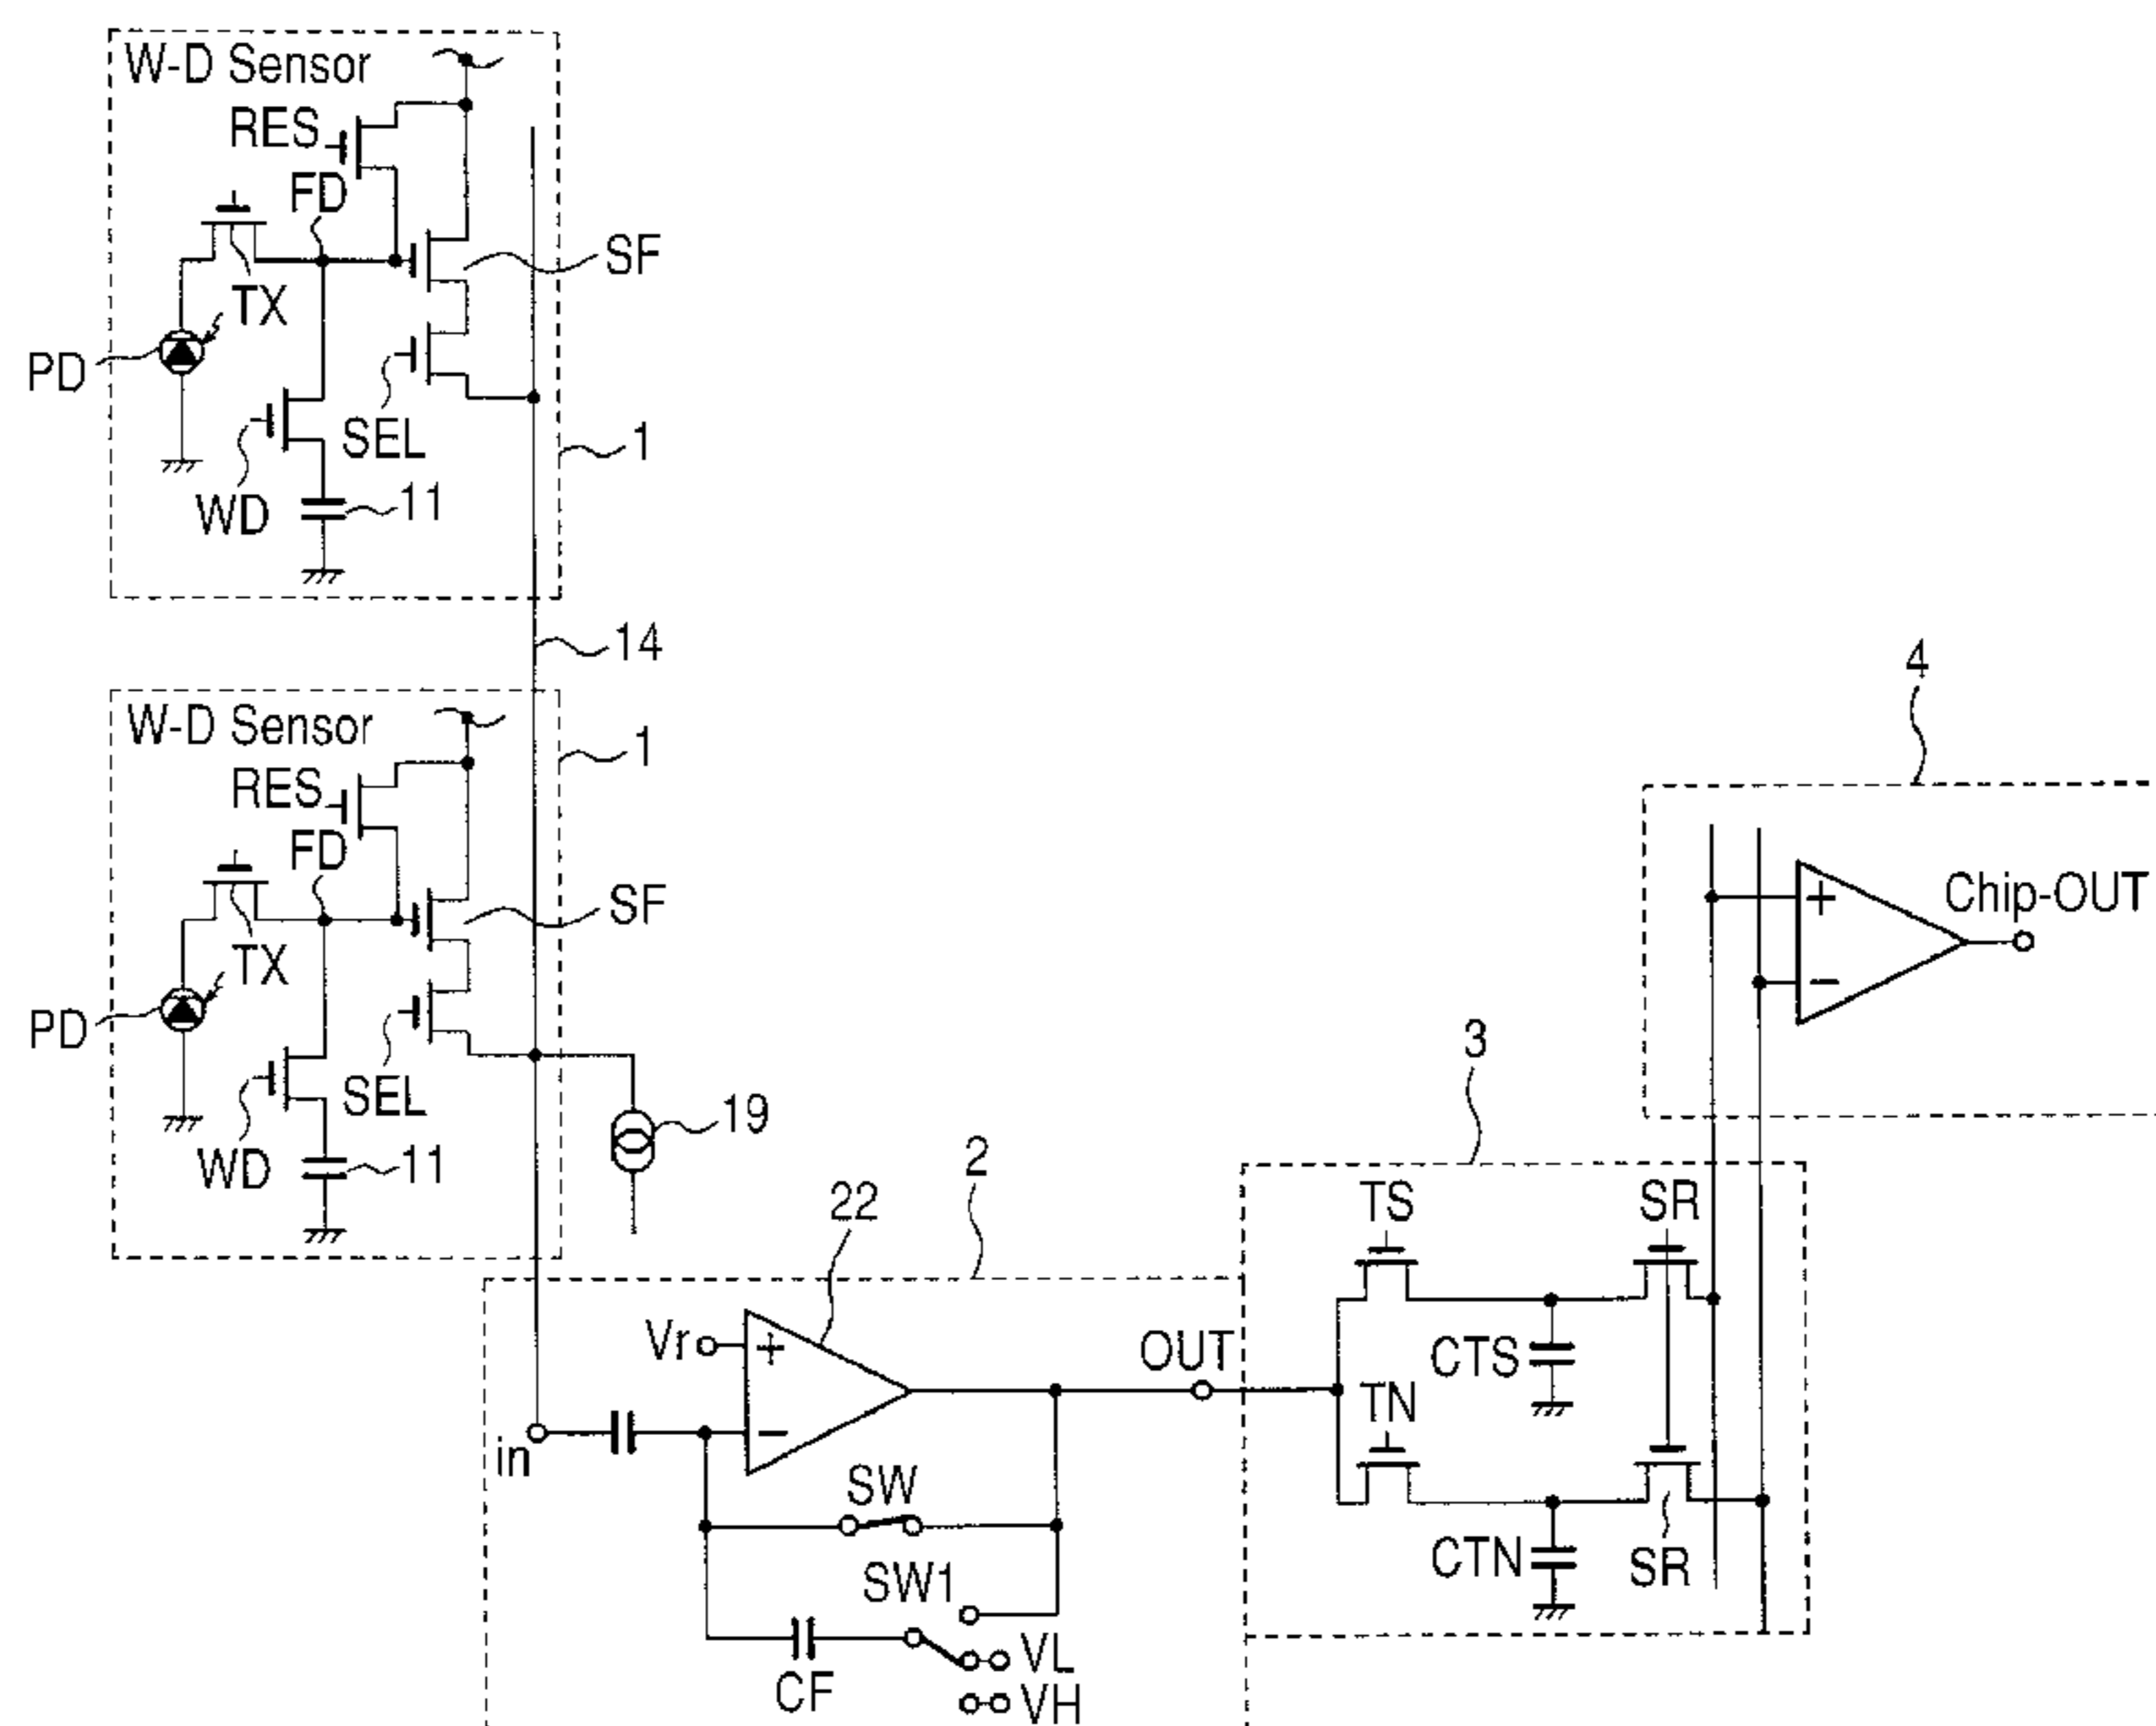 W-D Sensor
RES
FD
SF
TX
PD
SEL
1
WD
11
14
W-D Sensor
1
RES
FD
SF
TX
PD
SEL
WD
11
19
4
Chip-OUT
+
−
3
2
22
TS
SR
Vr
+
OUT
CTS
TN
in
−
SW
CTN
SR
SW1
VL
CF
VH